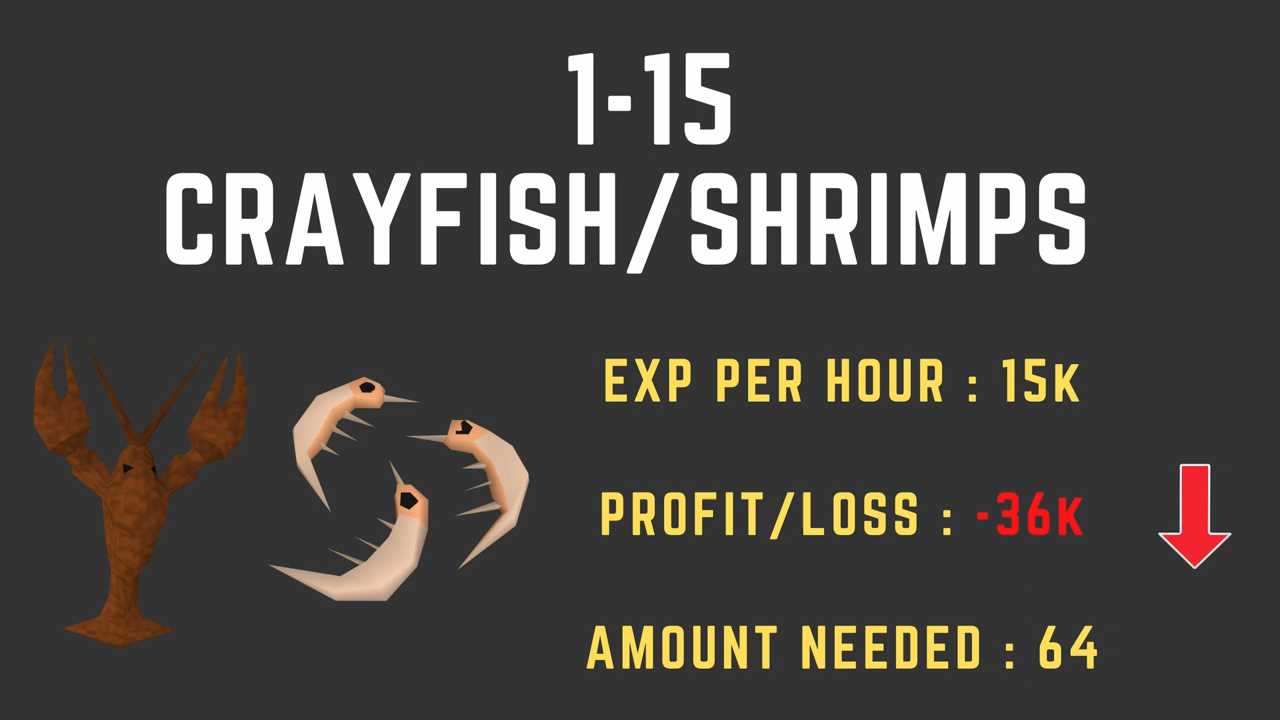 1-15
CRAYFISH/SHRIMPS
EXP PER HOUR : 15K
PROFIT/LOSS : -36K
AMOUNT NEEDED : 64